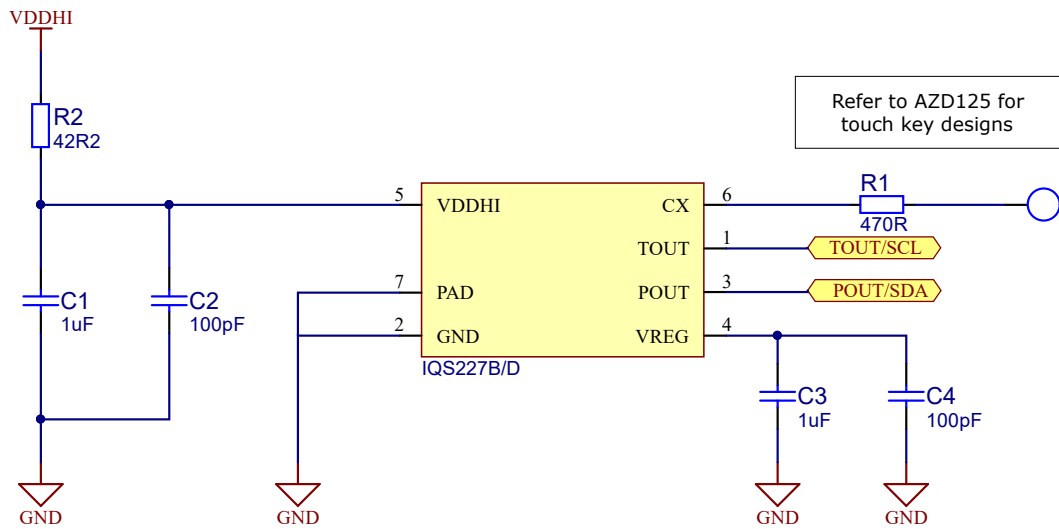 VDDHI
R2
42R2
Refer to AZD125 for
touch key designs
5
VDDHI
CX
6
R1
470R
TOUT
1
TOUT/SCL
7
PAD
POUT
3
POUT/SDA
2
GND
VREG
4
IQS227B/D
C1
1uF
C2
100pF
C3
1uF
C4
100pF
GND
GND
GND
GND